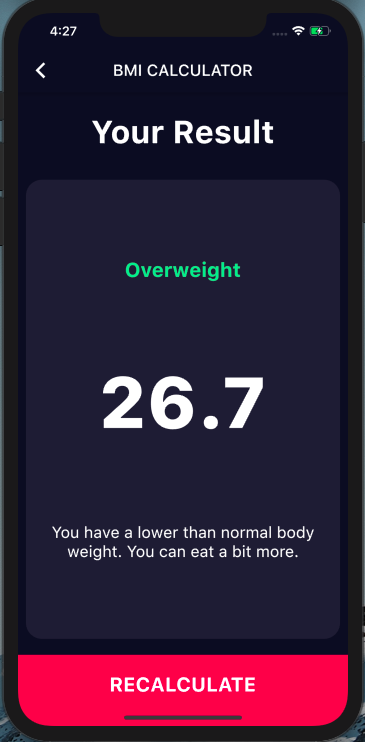 4:27
BMI CALCULATOR
Your Result
Overweight
26.7
You have a lower than normal body
weight. You can eat a bit more.
RECALCULATE